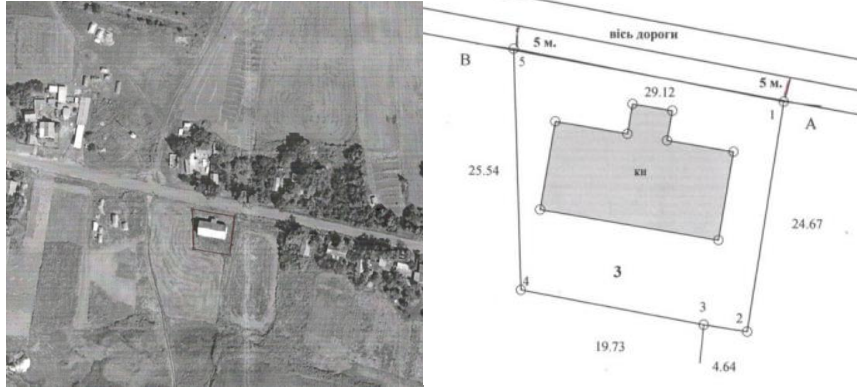 вісь дороги
5 м.
5 м.
В
5
29.12
1
А
25.54
кн
24.67
3
4
3
2
19.73
4.64